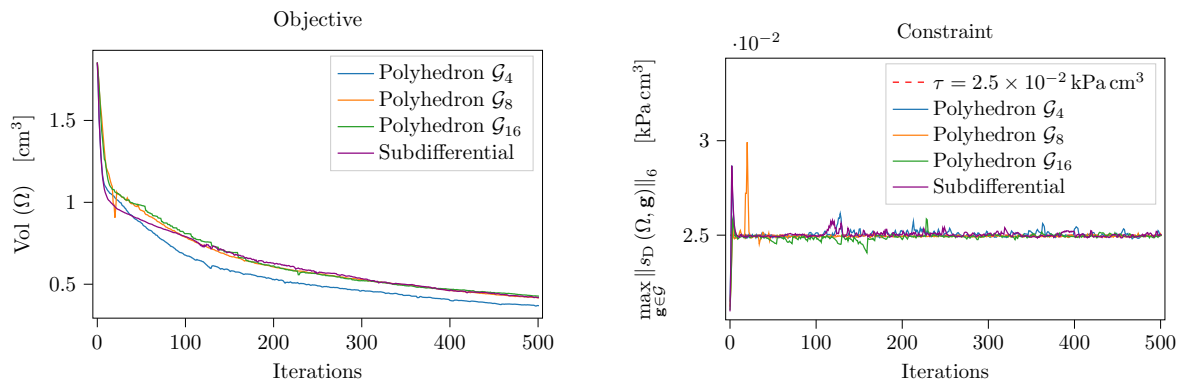 Objective
Vol (Ω) [cm³]
1.5
1
0.5
0 100 200 300 400 500
Iterations
Polyhedron 𝒢₄
Polyhedron 𝒢₈
Polyhedron 𝒢₁₆
Subdifferential
Constraint
·10⁻²
max 𝐠∈𝒢 ||s_D (Ω, 𝐠)||₆ [kPa cm³]
3
2.5
0 100 200 300 400 500
Iterations
τ = 2.5 × 10⁻² kPa cm³
Polyhedron 𝒢₄
Polyhedron 𝒢₈
Polyhedron 𝒢₁₆
Subdifferential